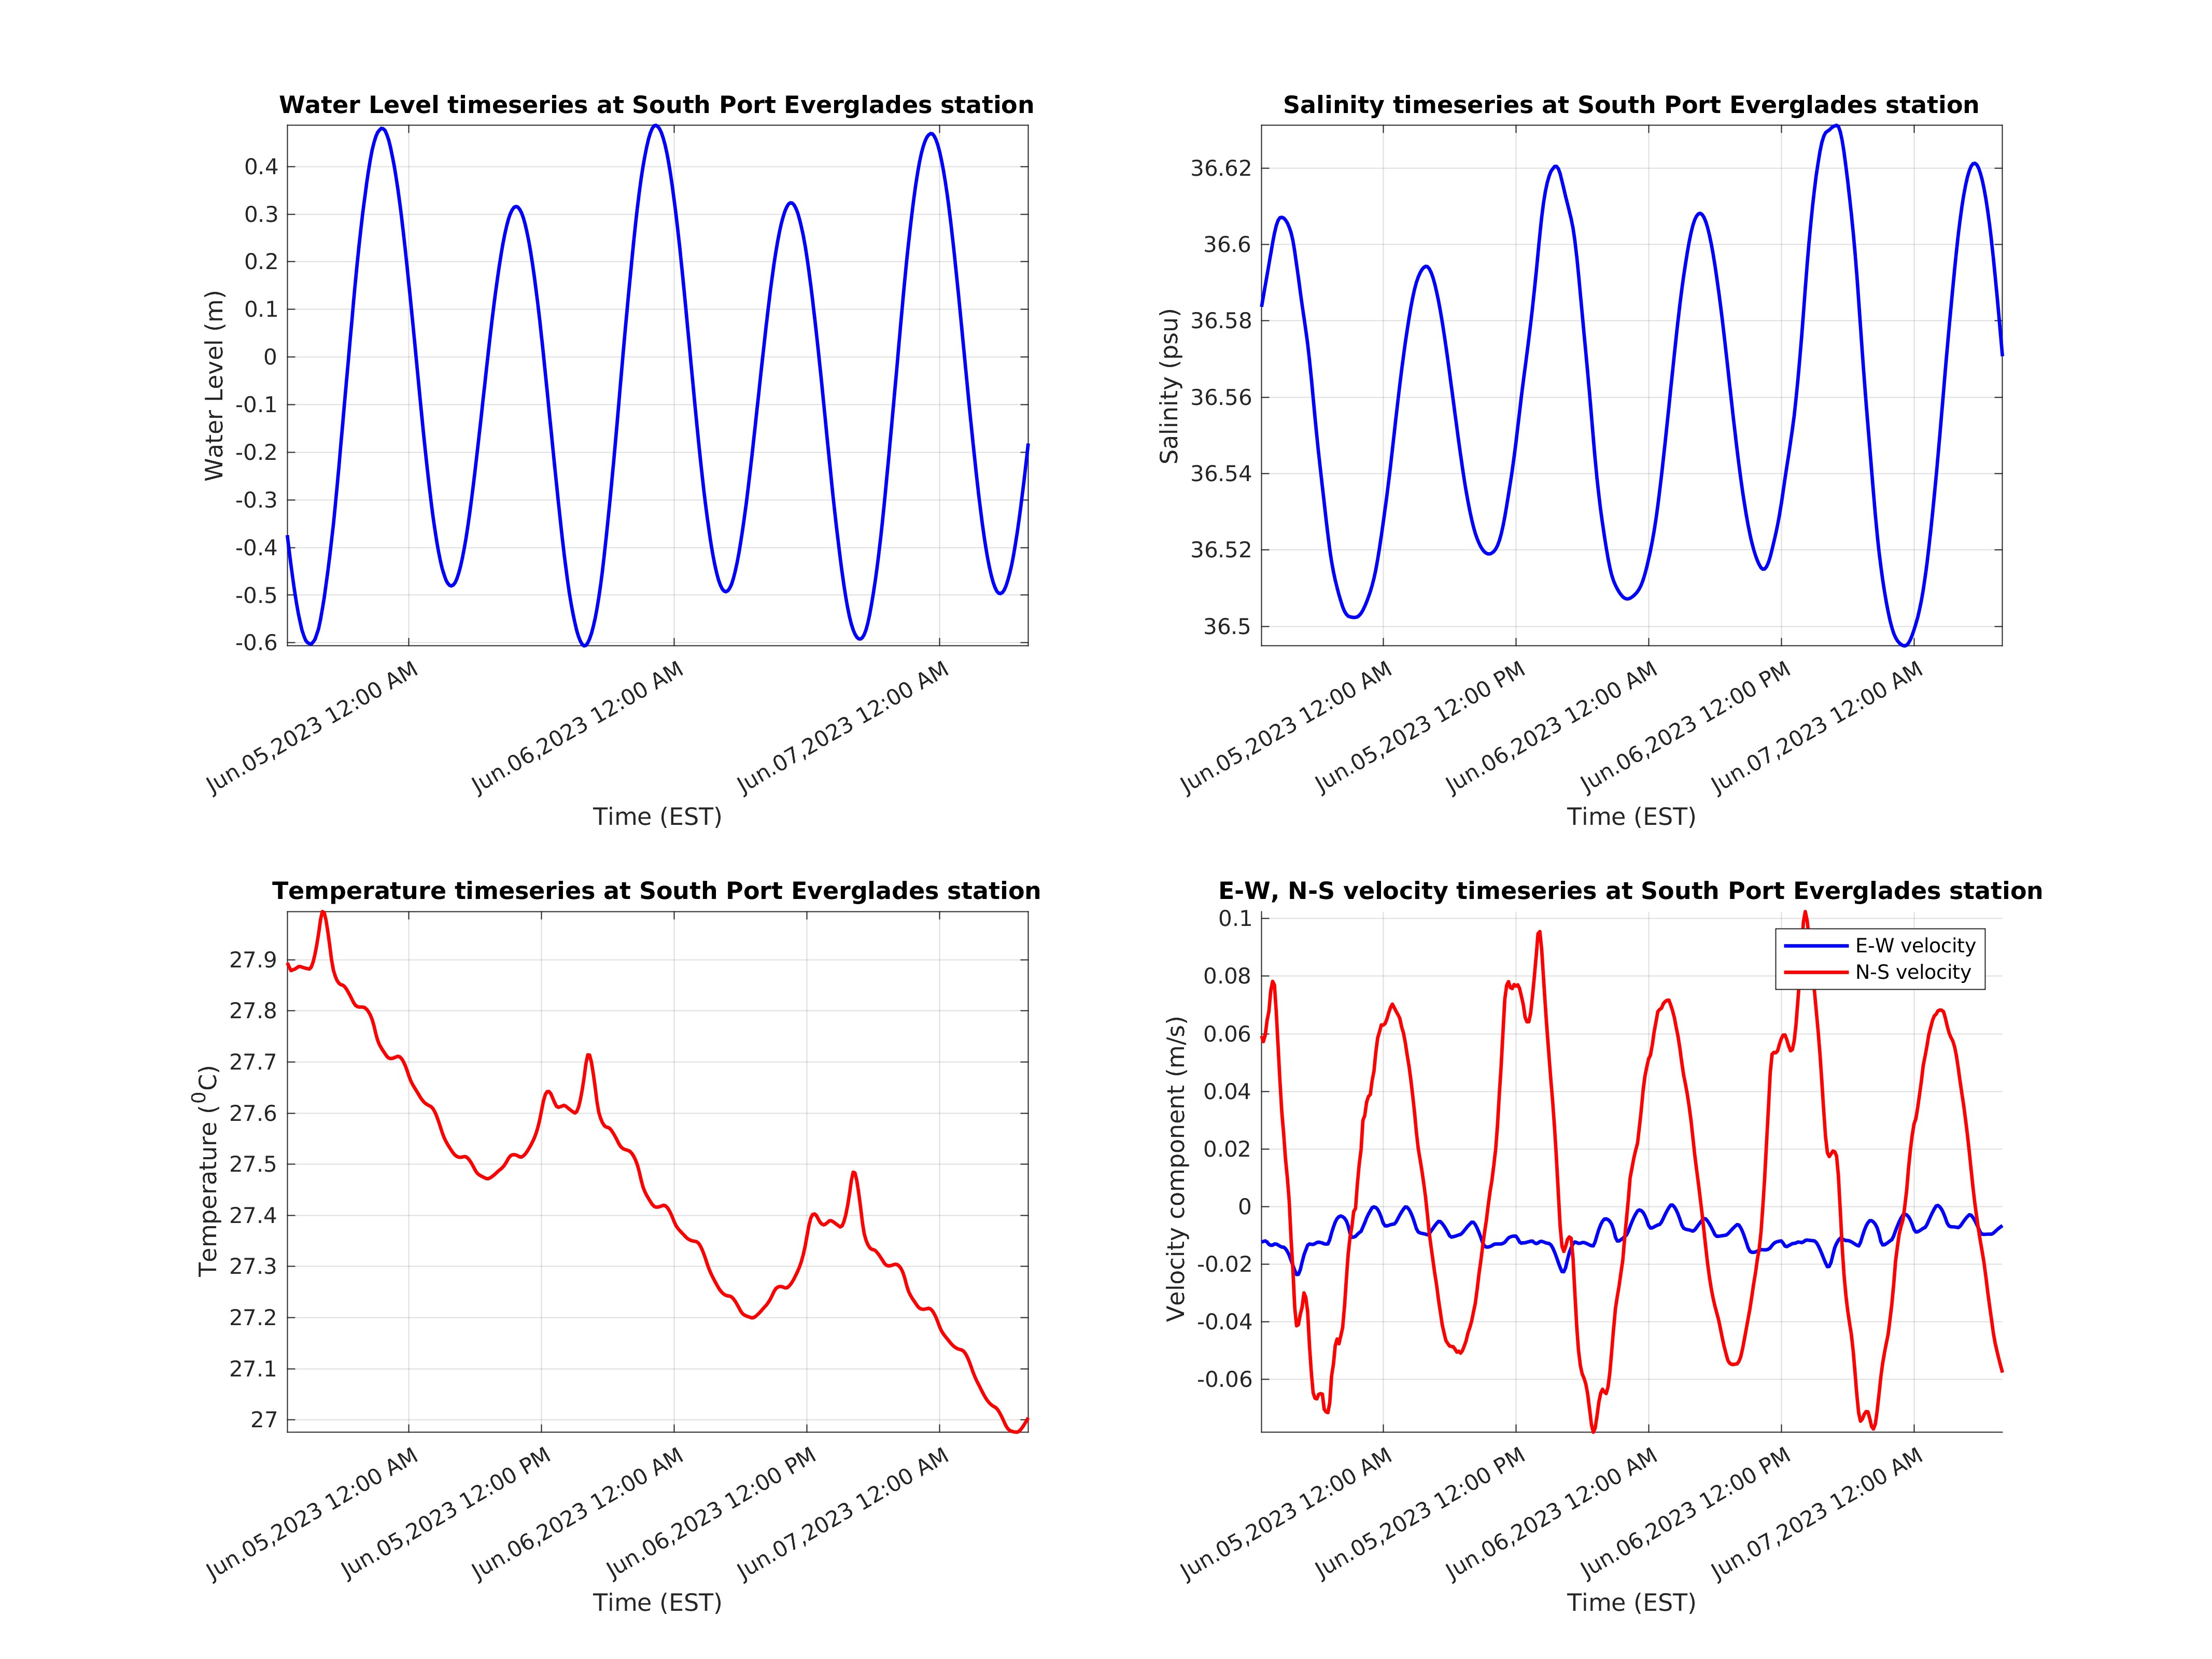 Water Level timeseries at South Port Everglades station
0.4
0.3
0.2
0.1
0
-0.1
-0.2
-0.3
-0.4
-0.5
-0.6
Water Level (m)
Jun.05,2023 12:00 AM
Jun.06,2023 12:00 AM
Jun.07,2023 12:00 AM
Time (EST)
Salinity timeseries at South Port Everglades station
36.62
36.6
36.58
36.56
36.54
36.52
36.5
Salinity (psu)
Jun.05,2023 12:00 AM
Jun.05,2023 12:00 PM
Jun.06,2023 12:00 AM
Jun.06,2023 12:00 PM
Jun.07,2023 12:00 AM
Time (EST)
Temperature timeseries at South Port Everglades station
27.9
27.8
27.7
27.6
27.5
27.4
27.3
27.2
27.1
27
Temperature (⁰C)
Jun.05,2023 12:00 AM
Jun.05,2023 12:00 PM
Jun.06,2023 12:00 AM
Jun.06,2023 12:00 PM
Jun.07,2023 12:00 AM
Time (EST)
E-W, N-S velocity timeseries at South Port Everglades station
0.1
0.08
0.06
0.04
0.02
0
-0.02
-0.04
-0.06
Velocity component (m/s)
E-W velocity
N-S velocity
Jun.05,2023 12:00 AM
Jun.05,2023 12:00 PM
Jun.06,2023 12:00 AM
Jun.06,2023 12:00 PM
Jun.07,2023 12:00 AM
Time (EST)